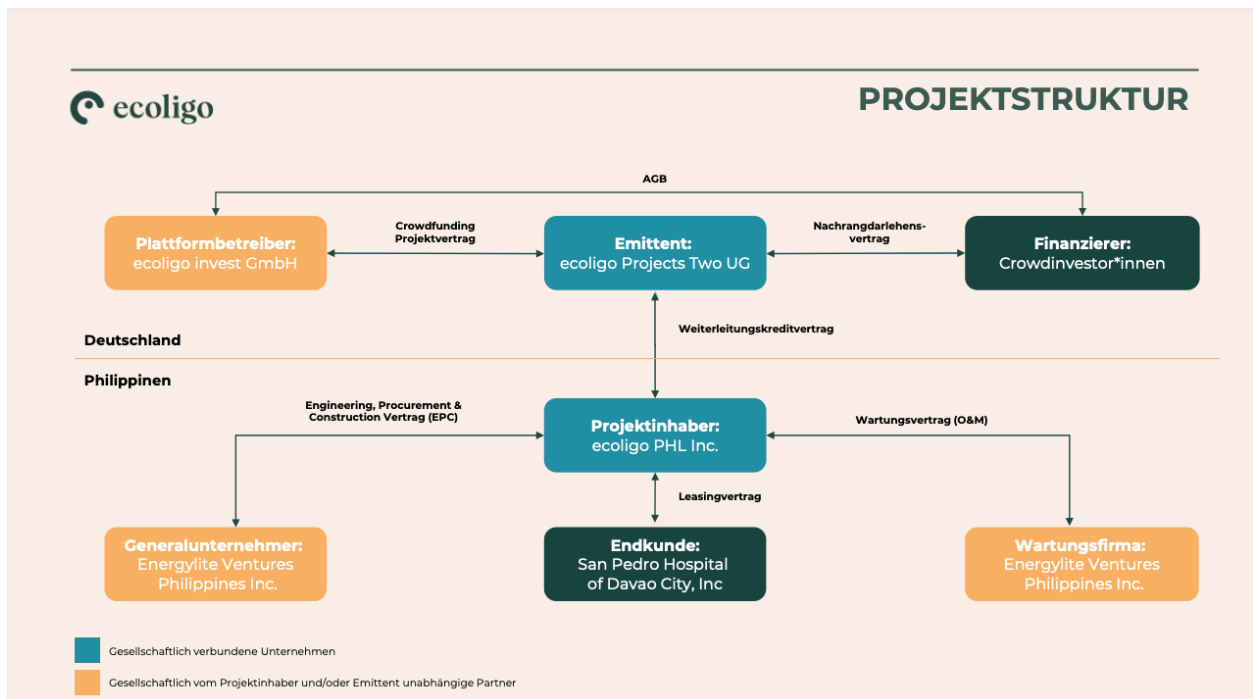 ecoligo
PROJEKTSTRUKTUR
AGB
Plattformbetreiber:
ecoligo invest GmbH
Crowdfunding
Projektvertrag
Emittent:
ecoligo Projects Two UG
Nachrangdarlehens-
vertrag
Finanzierer:
Crowdinvestor*innen
Weiterleitungskreditvertrag
Deutschland
Philippinen
Engineering, Procurement &
Construction Vertrag (EPC)
Projektinhaber:
ecoligo PHL Inc.
Wartungsvertrag (O&M)
Leasingvertrag
Generalunternehmer:
Energylite Ventures
Philippines Inc.
Endkunde:
San Pedro Hospital
of Davao City, Inc
Wartungsfirma:
Energylite Ventures
Philippines Inc.
Gesellschaftlich verbundene Unternehmen
Gesellschaftlich vom Projektinhaber und/oder Emittent unabhängige Partner